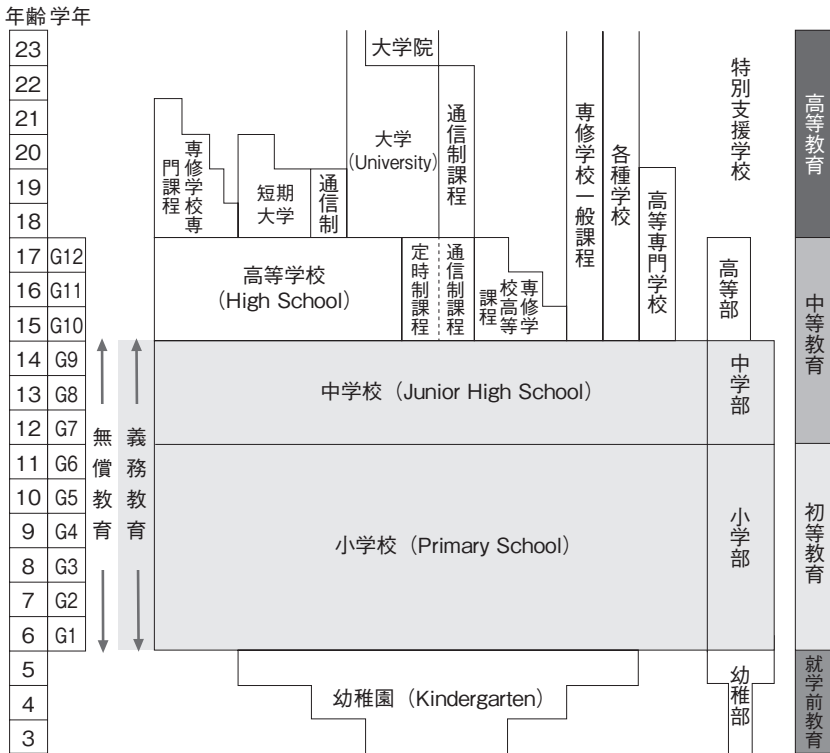 年齢 学年
23
22
21
20
19
18
17 G12
16 G11
15 G10
14 G9
13 G8
12 G7
11 G6
10 G5
9 G4
8 G3
7 G2
6 G1
5
4
3
無償教育
義務教育
大学院
大学
(University)
通信制課程
専修学校専
門課程
短期
大学
通信制
専修学校一般課程
各種学校
高等専門学校
特別支援学校
高等学校
(High School)
定時制課程
通信制課程
専修学
校高等
課程
高等部
中学校（Junior High School）
中学部
小学校（Primary School）
小学部
幼稚園（Kindergarten）
幼稚部
高等教育
中等教育
初等教育
就学前教育